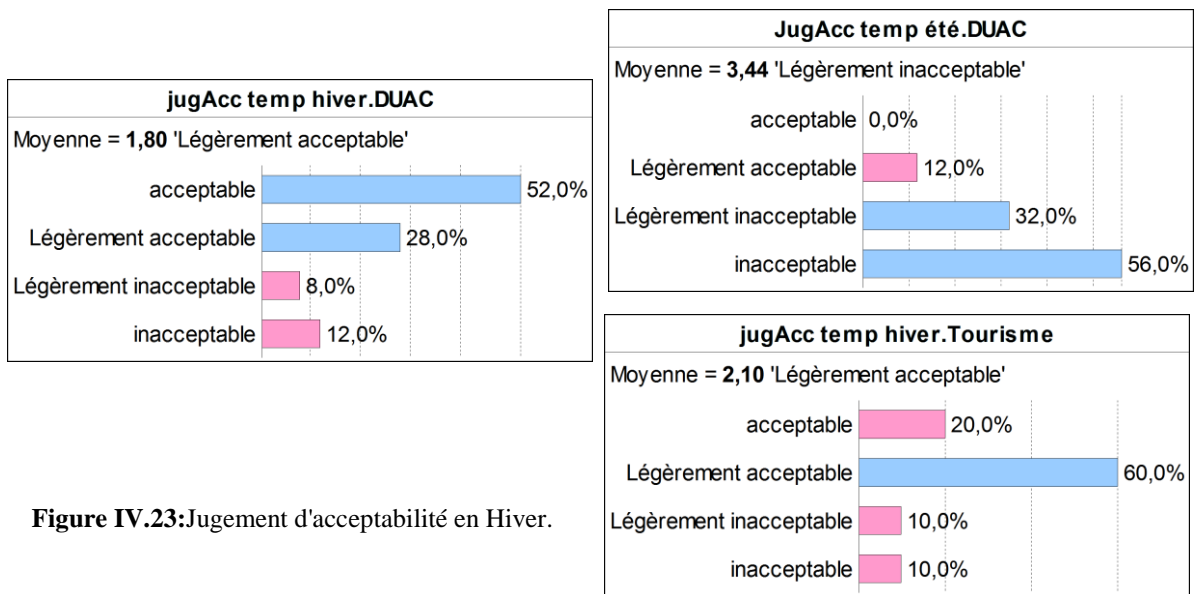 jugAcc temp hiver.DUAC
Moyenne = 1,80 'Légèrement acceptable'
acceptable 52,0%
Légèrement acceptable 28,0%
Légèrement inacceptable 8,0%
inacceptable 12,0%
JugAcc temp été.DUAC
Moyenne = 3,44 'Légèrement inacceptable'
acceptable 0,0%
Légèrement acceptable 12,0%
Légèrement inacceptable 32,0%
inacceptable 56,0%
jugAcc temp hiver.Tourisme
Moyenne = 2,10 'Légèrement acceptable'
acceptable 20,0%
Légèrement acceptable 60,0%
Légèrement inacceptable 10,0%
inacceptable 10,0%
Figure IV.23:Jugement d'acceptabilité en Hiver.